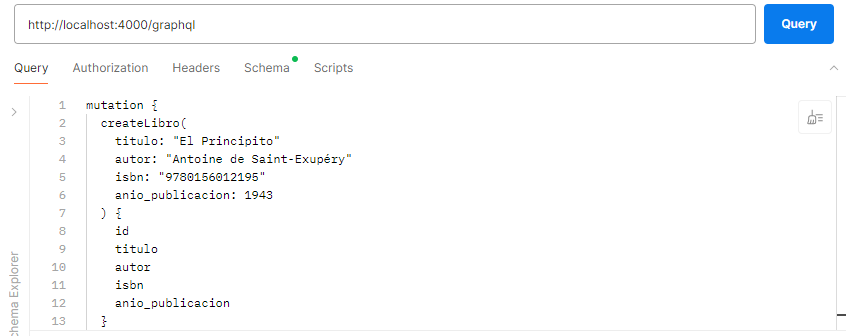 http://localhost:4000/graphql
Query
Query Authorization Headers Schema Scripts
1 mutation {
2 createLibro(
3 titulo: "El Principito"
4 autor: "Antoine de Saint-Exupéry"
5 isbn: "9780156012195"
6 anio_publicacion: 1943
7 ) {
8 id
9 titulo
10 autor
11 isbn
12 anio_publicacion
13 }
Explorer